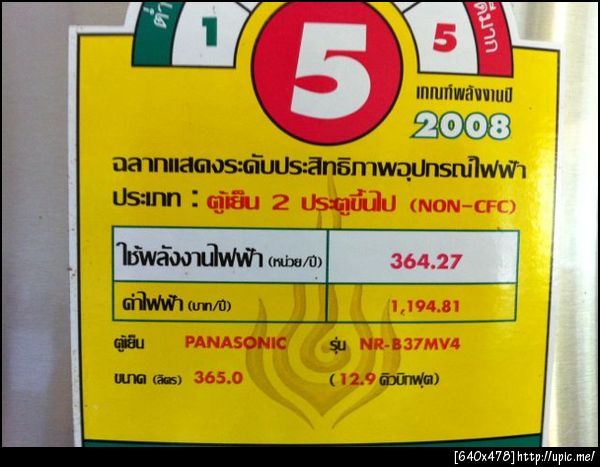 ต่ำ 1 5 5 ดีมาก
เกณฑ์พลังงานปี
2008
ฉลากแสดงระดับประสิทธิภาพอุปกรณ์ไฟฟ้า
ประเภท : ตู้เย็น 2 ประตูขึ้นไป (NON-CFC)
ใช้พลังงานไฟฟ้า (หน่วย/ปี) 364.27
ค่าไฟฟ้า (บาท/ปี) 1,194.81
ตู้เย็น PANASONIC รุ่น NR-B37MV4
ขนาด (ลิตร) 365.0 (12.9 คิวบิกฟุต)
[640x478]http://upic.me/